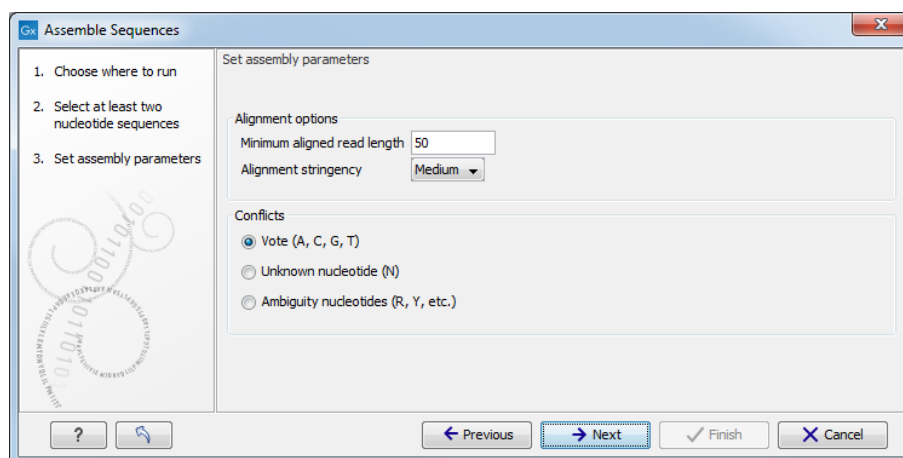 Gx Assemble Sequences
1. Choose where to run
2. Select at least two
nucleotide sequences
3. Set assembly parameters
Set assembly parameters
Alignment options
Minimum aligned read length 50
Alignment stringency Medium
Conflicts
Vote (A, C, G, T)
Unknown nucleotide (N)
Ambiguity nucleotides (R, Y, etc.)
? Previous Next Finish Cancel